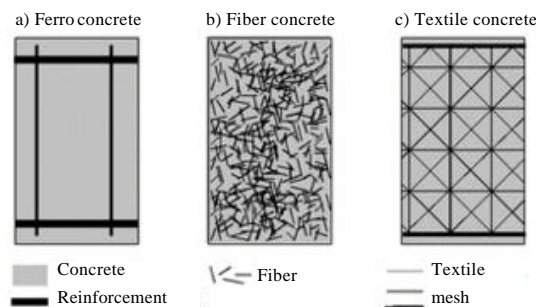 a) Ferro concrete
b) Fiber concrete
c) Textile concrete
Concrete
Reinforcement
Fiber
Textile
mesh